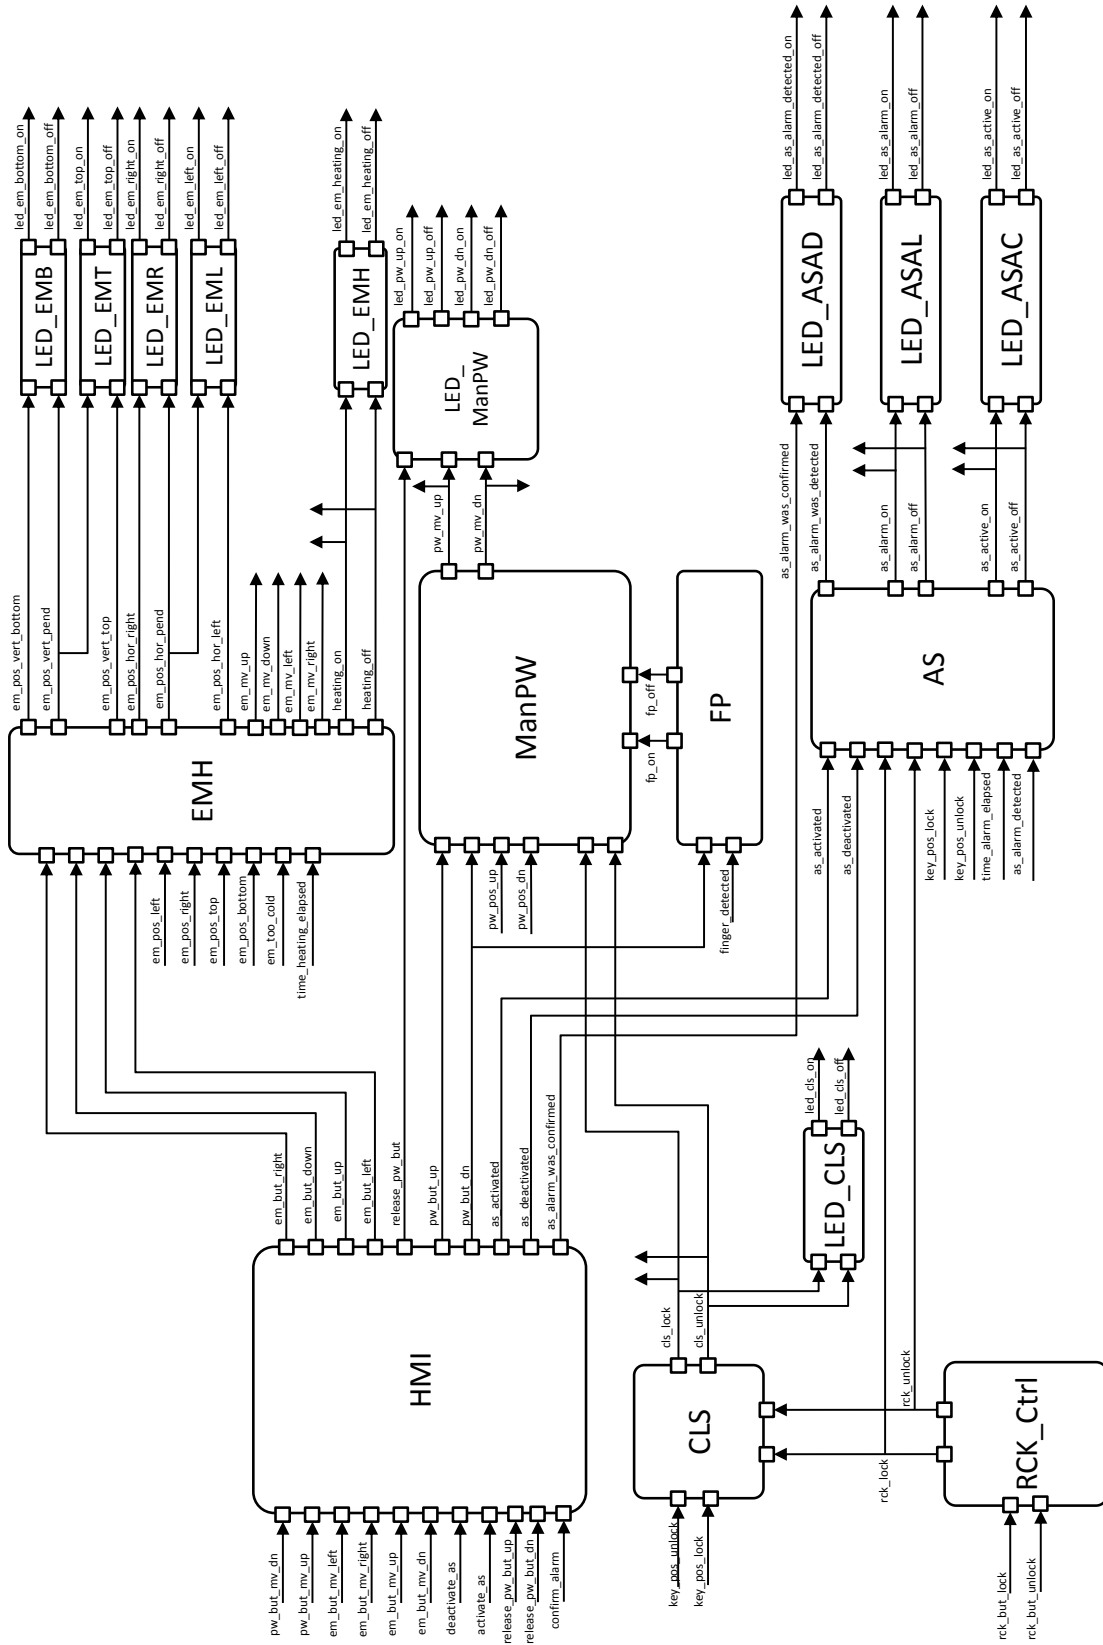 led_em_bottom_on
led_em_bottom_off
led_em_top_on
led_em_top_off
led_em_right_on
led_em_right_off
led_em_left_on
led_em_left_off
LED_EMB
LED_EMT
LED_EMR
LED_EML
em_pos_vert_bottom
em_pos_vert_pend
em_pos_vert_top
em_pos_hor_right
em_pos_hor_pend
em_pos_hor_left
em_mv_up
em_mv_down
em_mv_left
em_mv_right
heating_on
heating_off
led_em_heating_on
led_em_heating_off
LED_EMH
EMH
em_pos_left
em_pos_right
em_pos_top
em_pos_bottom
em_too_cold
time_heating_elapsed
led_pw_up_on
led_pw_up_off
led_pw_dn_on
led_pw_dn_off
LED_
ManPW
pw_mv_up
pw_mv_dn
ManPW
fp_on
fp_off
FP
pw_pos_up
pw_pos_dn
finger_detected
led_as_alarm_detected_on
led_as_alarm_detected_off
led_as_alarm_on
led_as_alarm_off
led_as_active_on
led_as_active_off
LED_ASAD
LED_ASAL
LED_ASAC
as_alarm_was_confirmed
as_alarm_was_detected
as_alarm_on
as_alarm_off
as_active_on
as_active_off
AS
as_activated
as_deactivated
key_pos_lock
key_pos_unlock
time_alarm_elapsed
as_alarm_detected
em_but_right
em_but_down
em_but_up
em_but_left
release_pw_but
pw_but_up
pw_but_dn
as_activated
as_deactivated
as_alarm_was_confirmed
HMI
pw_but_mv_dn
pw_but_mv_up
em_but_mv_left
em_but_mv_right
em_but_mv_up
em_but_mv_dn
deactivate_as
activate_as
release_pw_but_up
release_pw_but_dn
confirm_alarm
led_cls_on
led_cls_off
LED_CLS
cls_lock
cls_unlock
CLS
key_pos_unlock
key_pos_lock
rck_lock
rck_unlock
RCK_Ctrl
rck_but_lock
rck_but_unlock